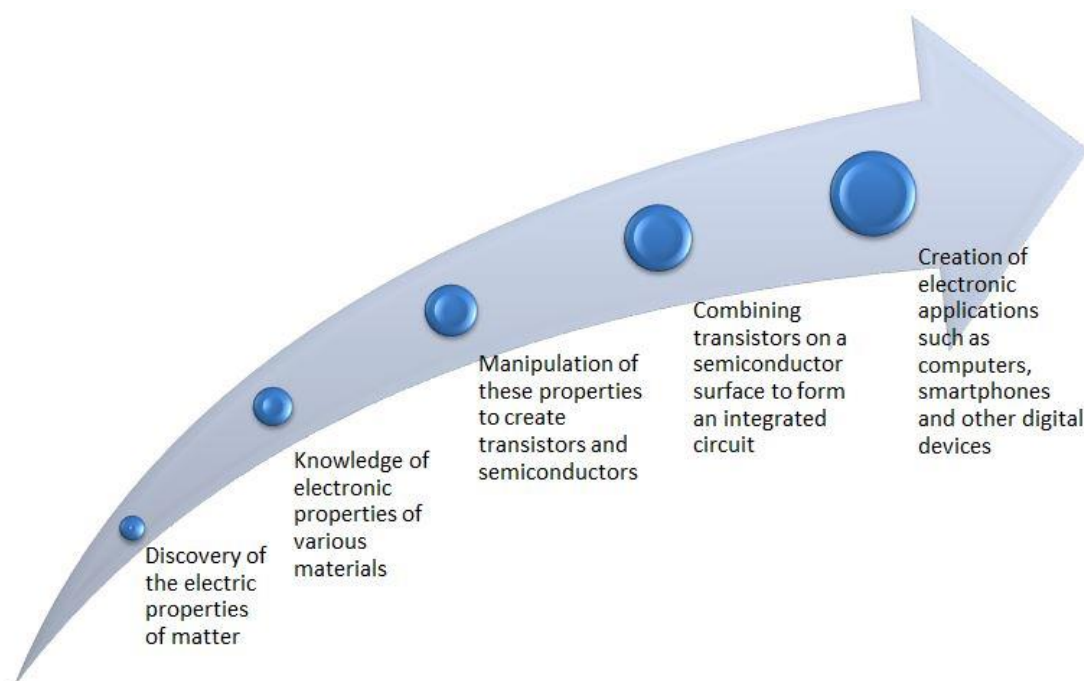 Discovery of
the electric
properties
of matter
Knowledge of
electronic
properties of
various
materials
Manipulation of
these properties
to create
transistors and
semiconductors
Combining
transistors on a
semiconductor
surface to form
an integrated
circuit
Creation of
electronic
applications
such as
computers,
smartphones
and other digital
devices